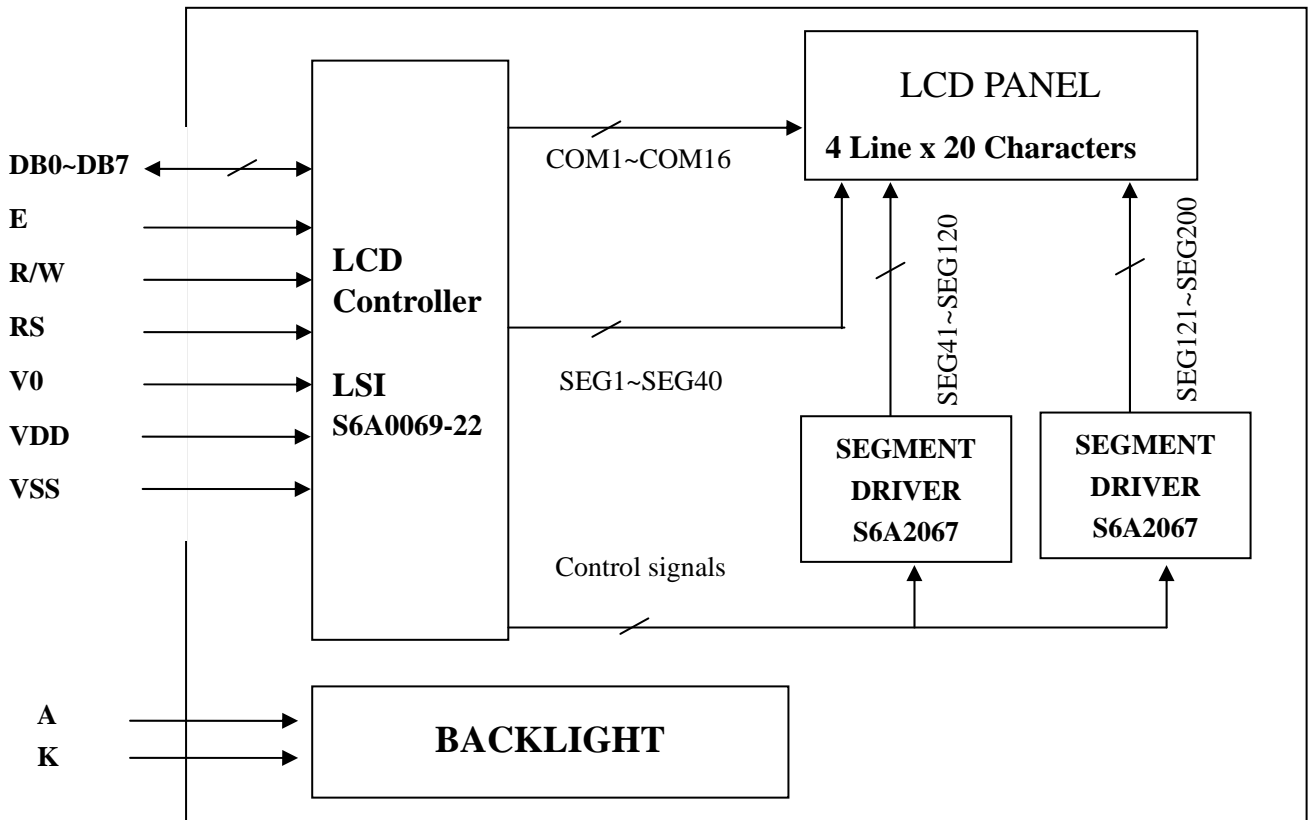 DB0~DB7
E
R/W
RS
V0
VDD
VSS
LCD
Controller
LSI
S6A0069-22
COM1~COM16
LCD PANEL
4 Line x 20 Characters
SEG1~SEG40
SEG41~SEG120
SEG121~SEG200
SEGMENT
DRIVER
S6A2067
SEGMENT
DRIVER
S6A2067
Control signals
A
K
BACKLIGHT